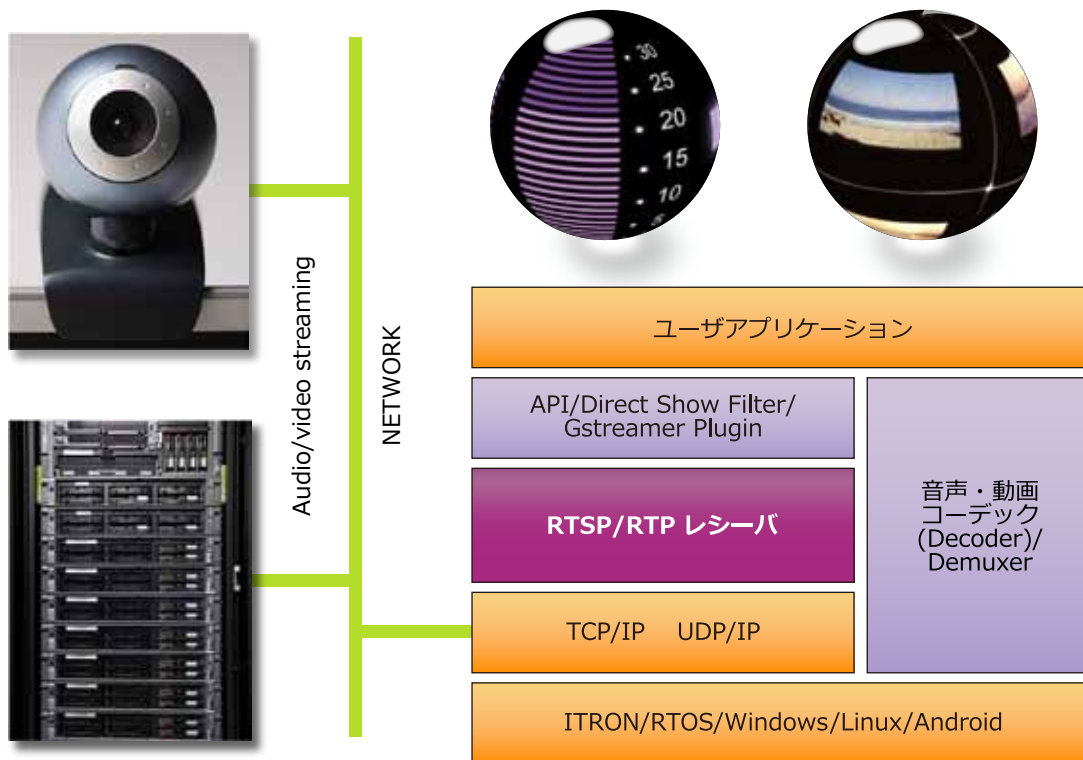 Audio/video streaming
NETWORK
30
25
20
15
10
5
ユーザアプリケーション
API/Direct Show Filter/
Gstreamer Plugin
RTSP/RTP レシーバ
音声・動画
コーデック
(Decoder)/
Demuxer
TCP/IP UDP/IP
ITRON/RTOS/Windows/Linux/Android